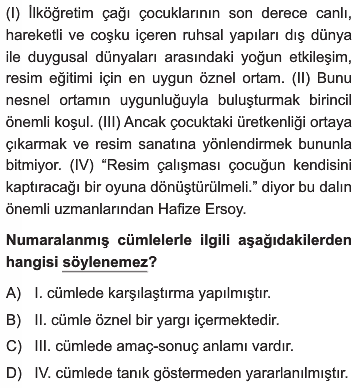 (I) İlköğretim çağı çocuklarının son derece canlı,
hareketli ve coşku içeren ruhsal yapıları dış dünya
ile duygusal dünyaları arasındaki yoğun etkileşim,
resim eğitimi için en uygun öznel ortam. (II) Bunu
nesnel ortamın uygunluğuyla buluşturmak birincil
önemli koşul. (III) Ancak çocuktaki üretkenliği ortaya
çıkarmak ve resim sanatına yönlendirmek bununla
bitmiyor. (IV) “Resim çalışması çocuğun kendisini
kaptıracağı bir oyuna dönüştürülmeli.” diyor bu dalın
önemli uzmanlarından Hafize Ersoy.
Numaralanmış cümlelerle ilgili aşağıdakilerden
hangisi söylenemez?
A) I. cümlede karşılaştırma yapılmıştır.
B) II. cümle öznel bir yargı içermektedir.
C) III. cümlede amaç-sonuç anlamı vardır.
D) IV. cümlede tanık göstermeden yararlanılmıştır.